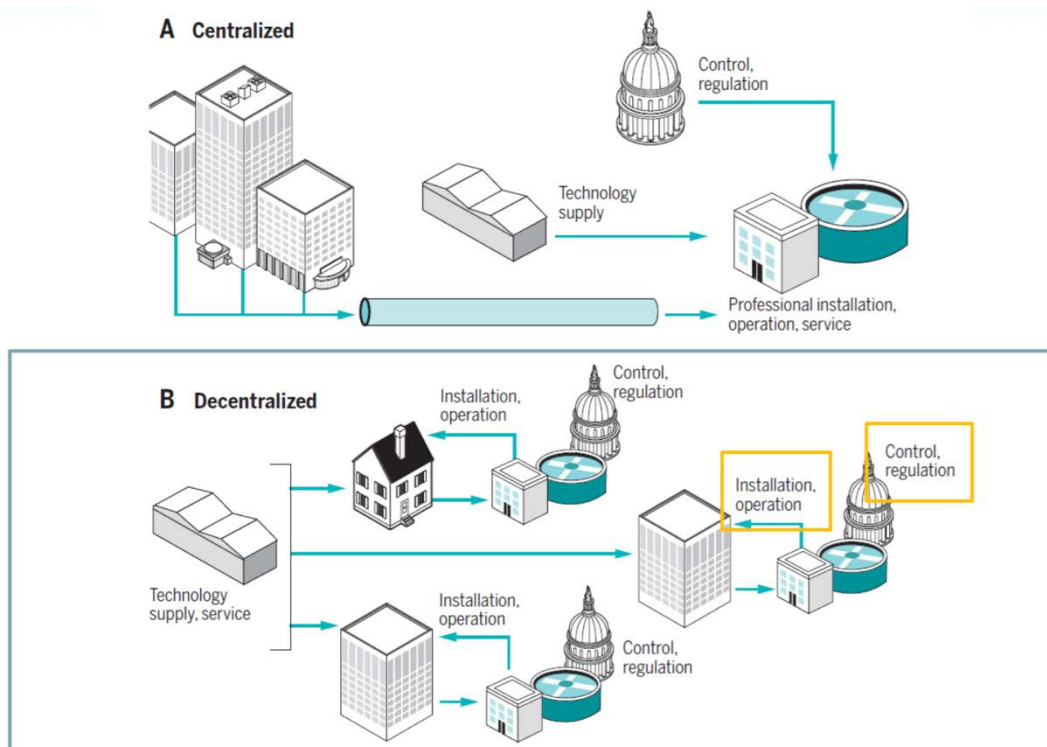 A Centralized
Control,
regulation
Technology
supply
Professional installation,
operation, service
B Decentralized
Installation,
operation
Control,
regulation
Installation,
operation
Control,
regulation
Technology
supply, service
Installation,
operation
Control,
regulation